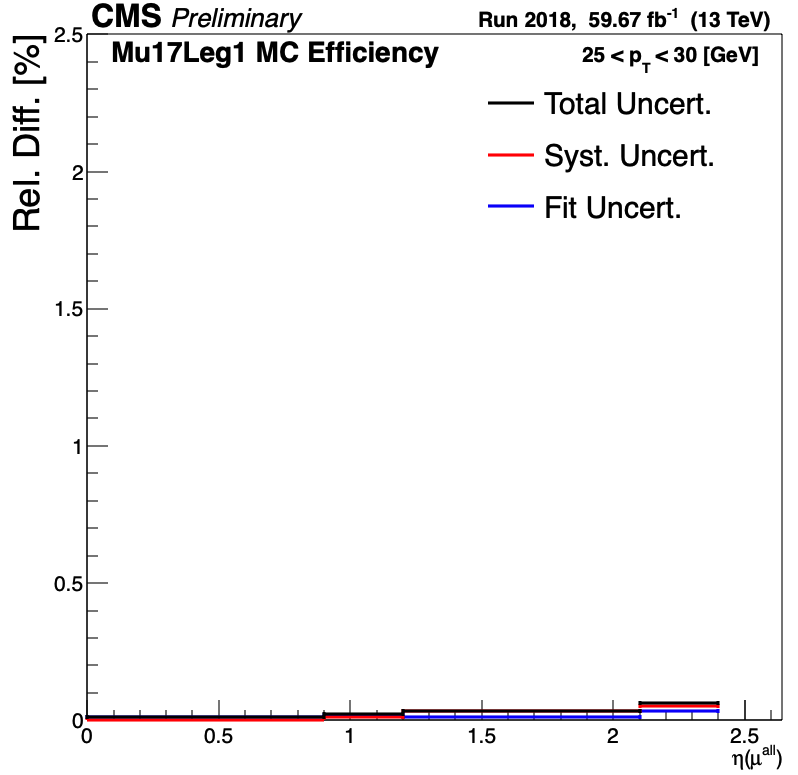 CMS Preliminary
Run 2018, 59.67 fb⁻¹ (13 TeV)
Mu17Leg1 MC Efficiency
25 < p_T < 30 [GeV]
Total Uncert.
Syst. Uncert.
Fit Uncert.
Rel. Diff. [%]
2.5
2
1.5
1
0.5
0
0 0.5 1 1.5 2 2.5
η(μ^all)